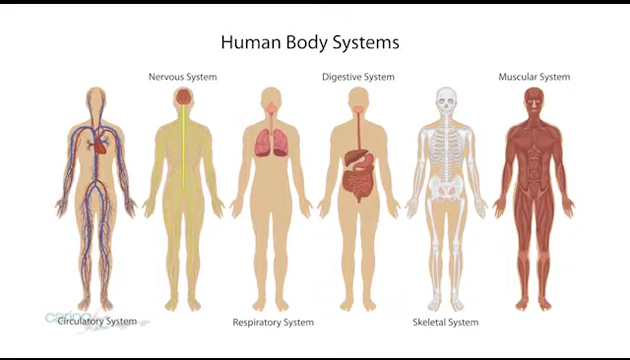 Human Body Systems
Nervous System
Digestive System
Muscular System
Circulatory System
Respiratory System
Skeletal System